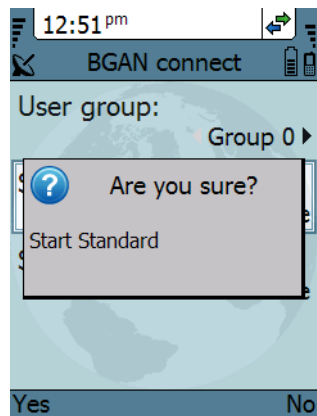 12:51 pm
BGAN connect
User group:
Group 0
Are you sure?
Start Standard
Yes
No